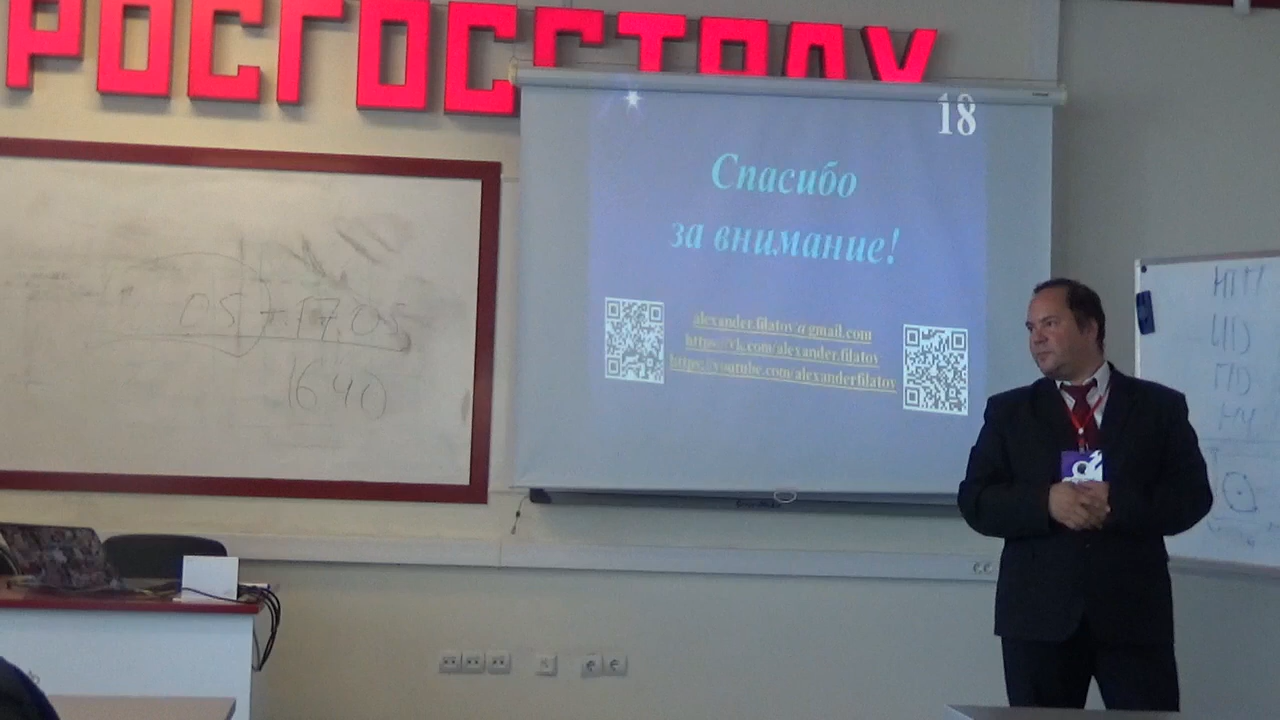 РОСГОССТРАХ
18
Спасибо
за внимание!
alexander.filatov@gmail.com
https://vk.com/alexander.filatov
https://youtube.com/alexanderfilatov
05 + 17.05
1640